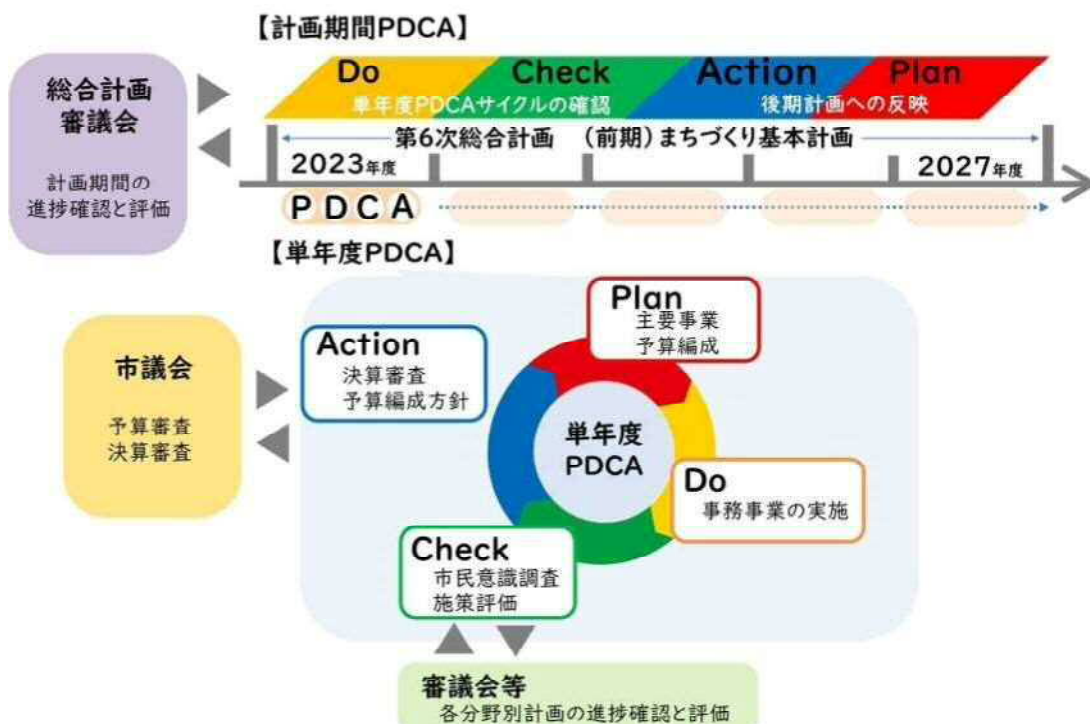 【計画期間PDCA】
総合計画
審議会
計画期間の
進捗確認と評価
Do
Check
Action
Plan
単年度PDCAサイクルの確認
後期計画への反映
第6次総合計画 (前期)まちづくり基本計画
2023年度
2027年度
P D C A
【単年度PDCA】
市議会
予算審査
決算審査
Plan
主要事業
予算編成
Action
決算審査
予算編成方針
単年度
PDCA
Do
事務事業の実施
Check
市民意識調査
施策評価
審議会等
各分野別計画の進捗確認と評価